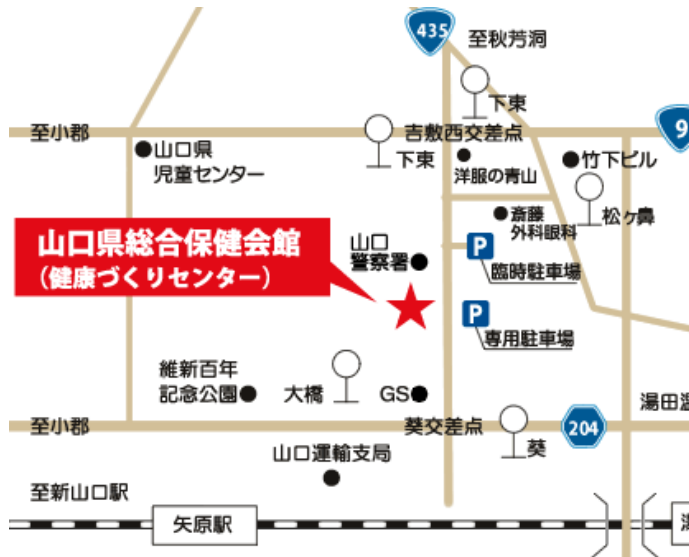 435
至秋芳洞
下東
至小郡
吉敷西交差点
9
山口県
児童センター
下東
洋服の青山
竹下ビル
松ヶ鼻
斎藤
外科眼科
山口県総合保健会館
(健康づくりセンター)
山口
警察署
P
臨時駐車場
P
専用駐車場
維新百年
記念公園
大橋
GS
湯田温
至小郡
葵交差点
204
葵
山口運輸支局
至新山口駅
矢原駅